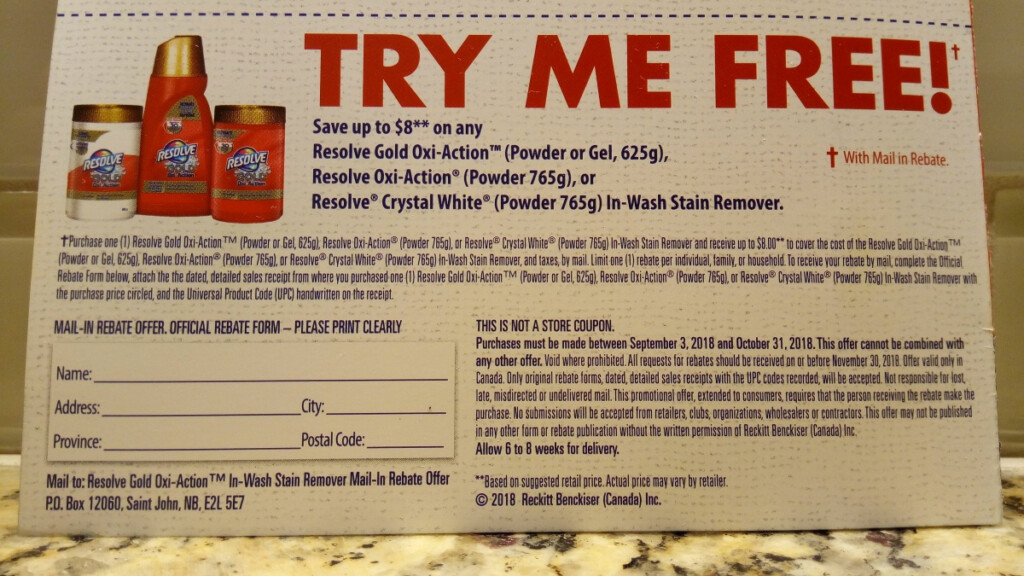 TRY ME FREE!†
Save up to $8** on any
Resolve Gold Oxi-Action™ (Powder or Gel, 625g),
Resolve Oxi-Action® (Powder 765g), or
Resolve® Crystal White® (Powder 765g) In-Wash Stain Remover.
† With Mail in Rebate.
RESOLVE
GOLD
RESOLVE
GOLD
RESOLVE
GOLD
†Purchase one (1) Resolve Gold Oxi-Action™ (Powder or Gel, 625g), Resolve Oxi-Action® (Powder 765g), or Resolve® Crystal White® (Powder 765g) In-Wash Stain Remover and receive up to $8.00** to cover the cost of the Resolve Gold Oxi-Action™
(Powder or Gel, 625g), Resolve Oxi-Action® (Powder 765g), or Resolve® Crystal White® (Powder 765g) In-Wash Stain Remover, and taxes, by mail. Limit one (1) rebate per individual, family, or household. To receive your rebate by mail, complete the Official
Rebate Form below, attach the the dated, detailed sales receipt from where you purchased one (1) Resolve Gold Oxi-Action™ (Powder or Gel, 625g), Resolve Oxi-Action® (Powder 765g), or Resolve® Crystal White® (Powder 765g) In-Wash Stain Remover with
the purchase price circled, and the Universal Product Code (UPC) handwritten on the receipt.
MAIL-IN REBATE OFFER. OFFICIAL REBATE FORM – PLEASE PRINT CLEARLY
Name:
Address: City:
Province: Postal Code:
Mail to: Resolve Gold Oxi-Action™ In-Wash Stain Remover Mail-In Rebate Offer
P.O. Box 12060, Saint John, NB, E2L 5E7
THIS IS NOT A STORE COUPON.
Purchases must be made between September 3, 2018 and October 31, 2018. This offer cannot be combined with
any other offer. Void where prohibited. All requests for rebates should be received on or before November 30, 2018. Offer valid only in
Canada. Only original rebate forms, dated, detailed sales receipts with the UPC codes recorded, will be accepted. Not responsible for lost,
late, misdirected or undelivered mail. This promotional offer, extended to consumers, requires that the person receiving the rebate make the
purchase. No submissions will be accepted from retailers, clubs, organizations, wholesalers or contractors. This offer may not be published
in any other form or rebate publication without the written permission of Reckitt Benckiser (Canada) Inc.
Allow 6 to 8 weeks for delivery.
**Based on suggested retail price. Actual price may vary by retailer.
© 2018 Reckitt Benckiser (Canada) Inc.